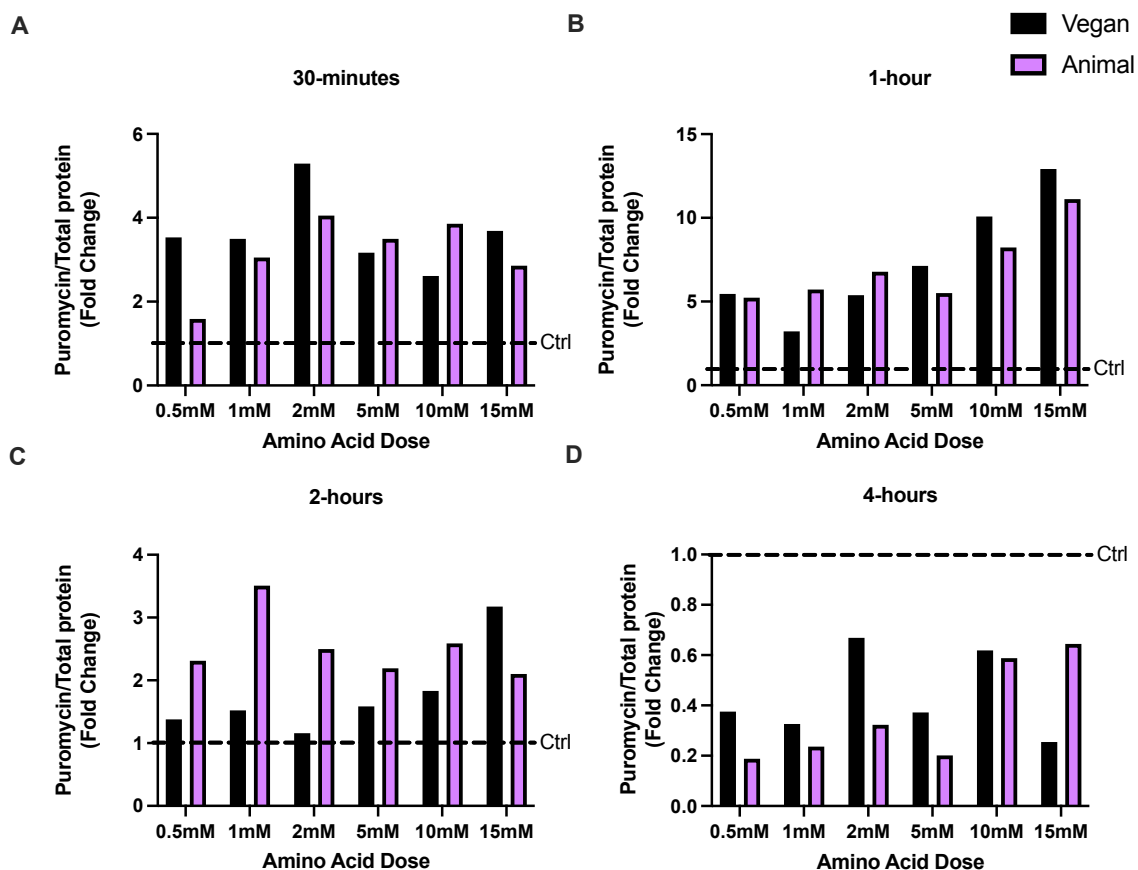 A
B
Vegan
Animal
30-minutes
1-hour
Puromycin/Total protein
(Fold Change)
6
4
2
0
Ctrl
0.5mM 1mM 2mM 5mM 10mM 15mM
Amino Acid Dose
Puromycin/Total protein
(Fold Change)
15
10
5
0
Ctrl
0.5mM 1mM 2mM 5mM 10mM 15mM
Amino Acid Dose
C
D
2-hours
4-hours
Puromycin/Total protein
(Fold Change)
4
3
2
1
0
Ctrl
0.5mM 1mM 2mM 5mM 10mM 15mM
Amino Acid Dose
Puromycin/Total protein
(Fold Change)
1.0
0.8
0.6
0.4
0.2
0.0
Ctrl
0.5mM 1mM 2mM 5mM 10mM 15mM
Amino Acid Dose